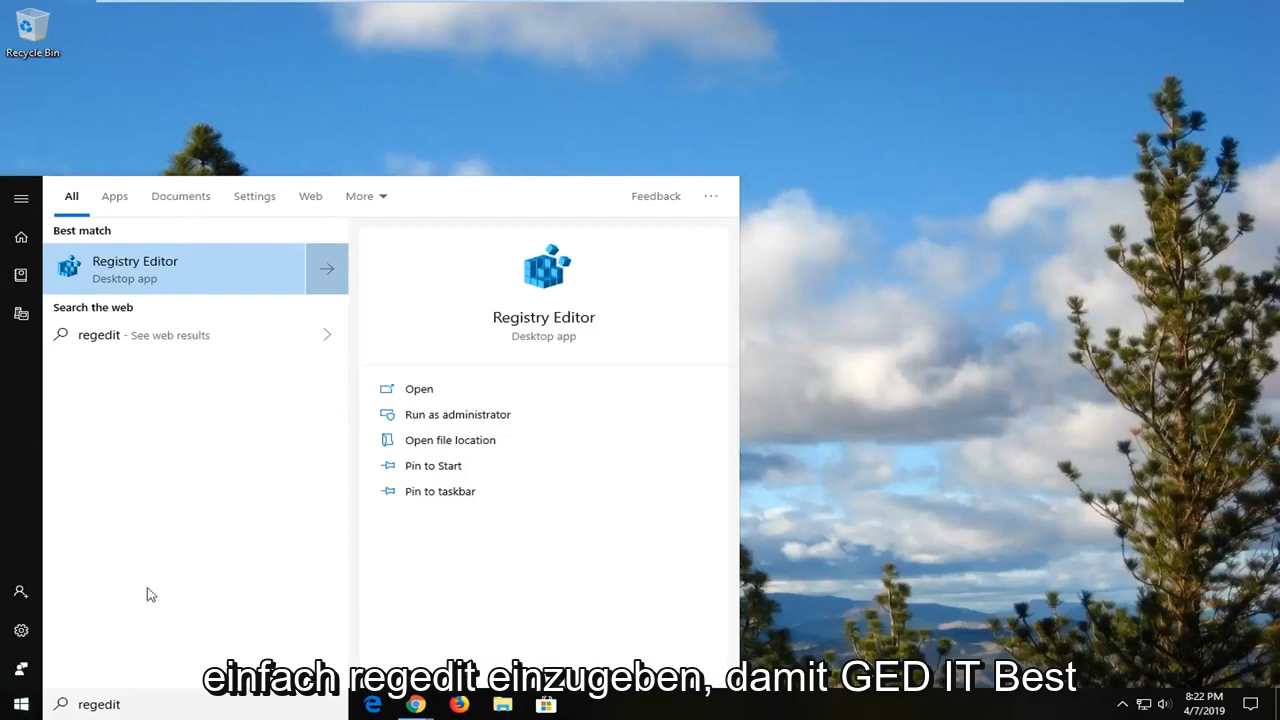 Recycle Bin
All Apps Documents Settings Web More Feedback ...
Best match
Registry Editor
Desktop app
Search the web
regedit - See web results
Registry Editor
Desktop app
Open
Run as administrator
Open file location
Pin to Start
Pin to taskbar
einfach regedit einzugeben, damit GED IT Best
regedit
8:22 PM
4/7/2019